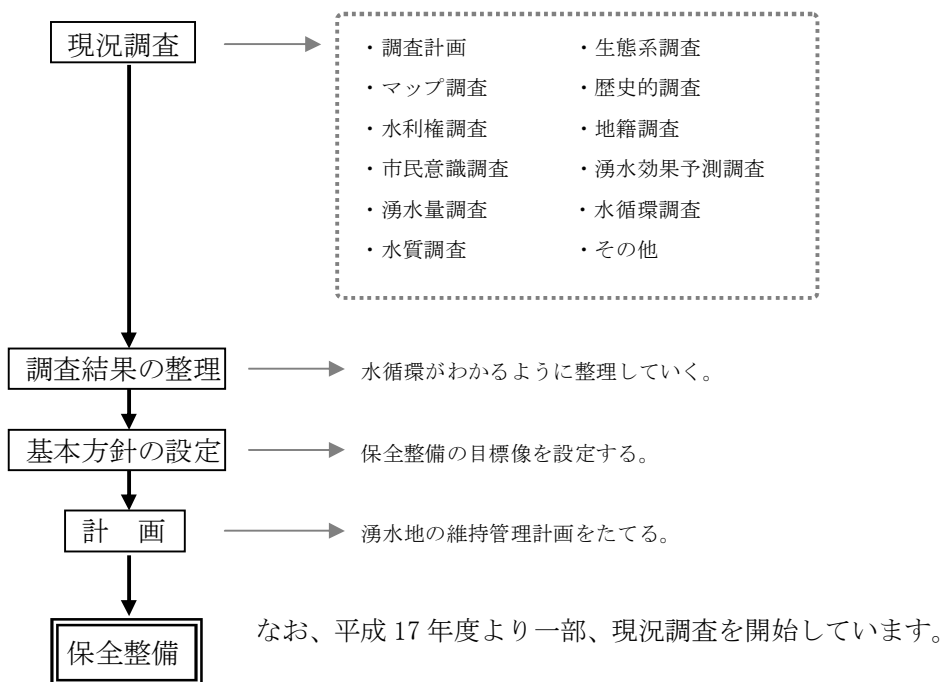 現況調査
・調査計画 ・生態系調査
・マップ調査 ・歴史的調査
・水利権調査 ・地籍調査
・市民意識調査 ・湧水効果予測調査
・湧水量調査 ・水循環調査
・水質調査 ・その他
調査結果の整理
水循環がわかるように整理していく。
基本方針の設定
保全整備の目標像を設定する。
計 画
湧水地の維持管理計画をたてる。
保全整備
なお、平成 17 年度より一部、現況調査を開始しています。